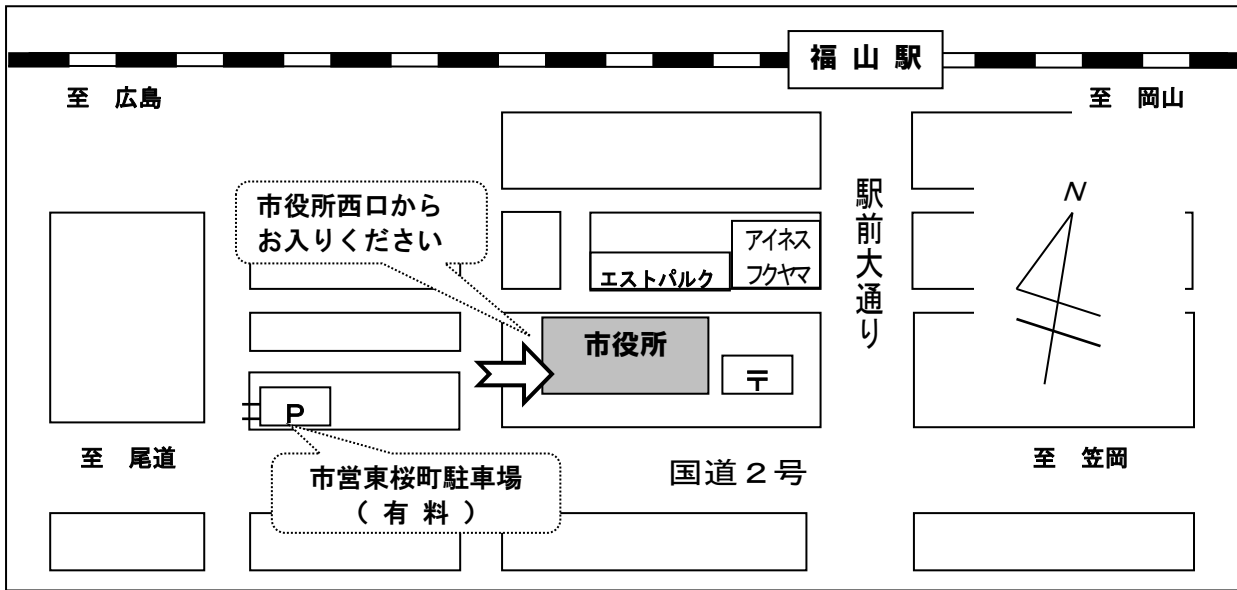 福 山 駅
至 広島
至 岡山
市役所西口から
お入りください
駅前大通り
N
アイネス
フクヤマ
エストパルク
市役所
〒
P
至 尾道
至 笠岡
市営東桜町駐車場
（ 有 料 ）
国道２号